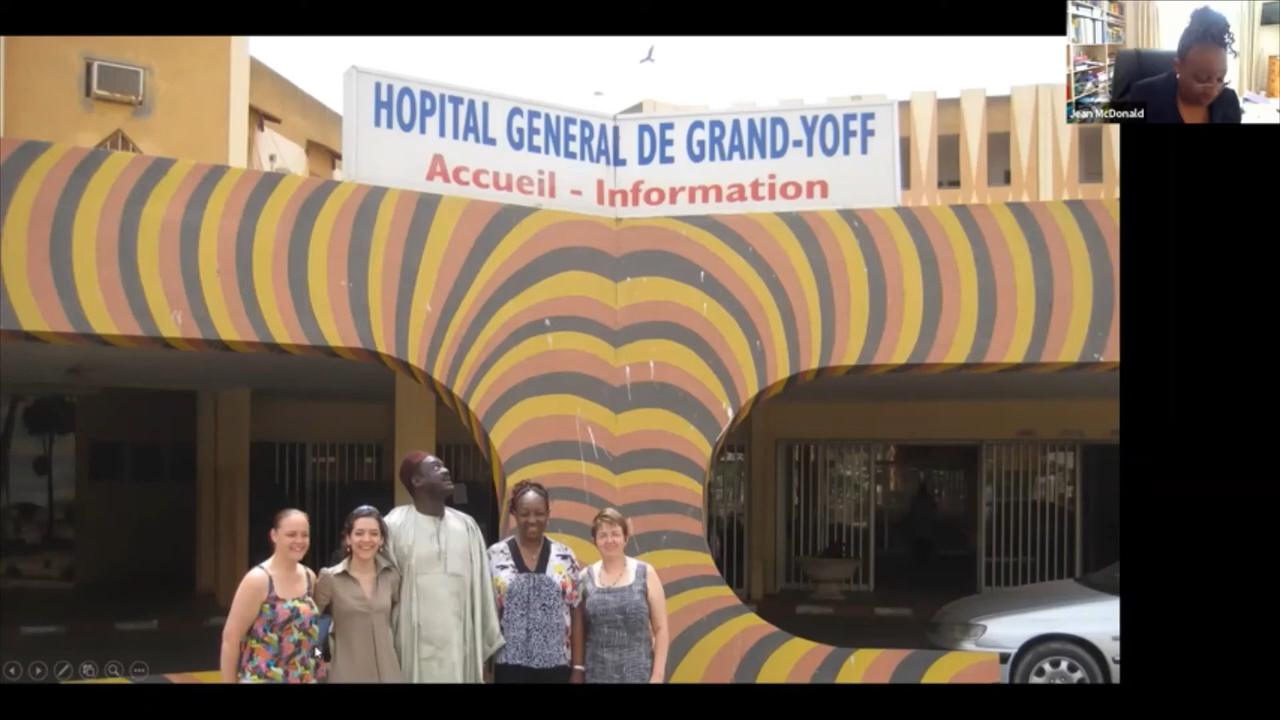 HOPITAL GENERAL DE GRAND-YOFF
Accueil - Information
Jean McDonald